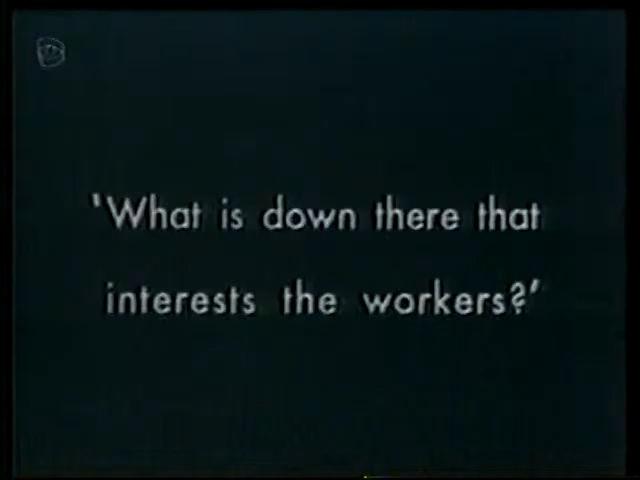 'What is down there that
interests the workers?'